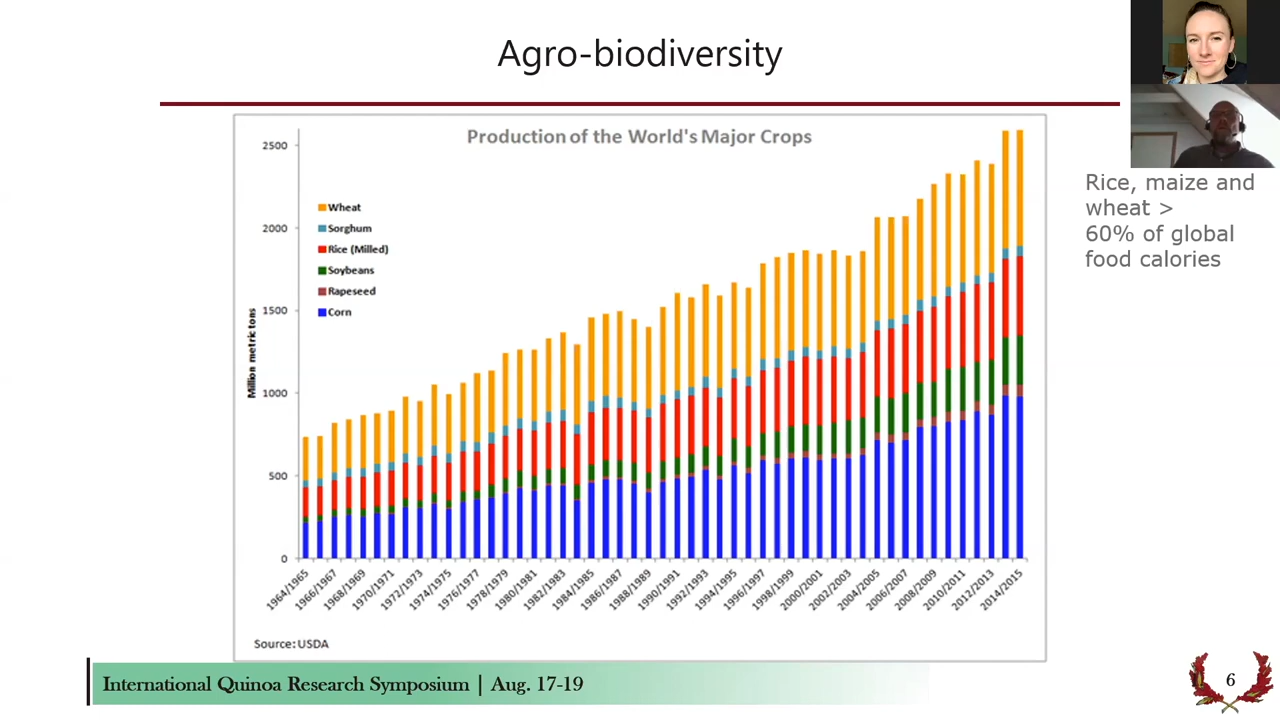 Agro-biodiversity
Production of the World's Major Crops
2500
2000
1500
1000
500
0
Million metric tons
Wheat
Sorghum
Rice (Milled)
Soybeans
Rapeseed
Corn
1964/1965
1966/1967
1968/1969
1970/1971
1972/1973
1974/1975
1976/1977
1978/1979
1980/1981
1982/1983
1984/1985
1986/1987
1988/1989
1990/1991
1992/1993
1994/1995
1996/1997
1998/1999
2000/2001
2002/2003
2004/2005
2006/2007
2008/2009
2010/2011
2012/2013
2014/2015
Source: USDA
Rice, maize and
wheat >
60% of global
food calories
International Quinoa Research Symposium | Aug. 17-19
6